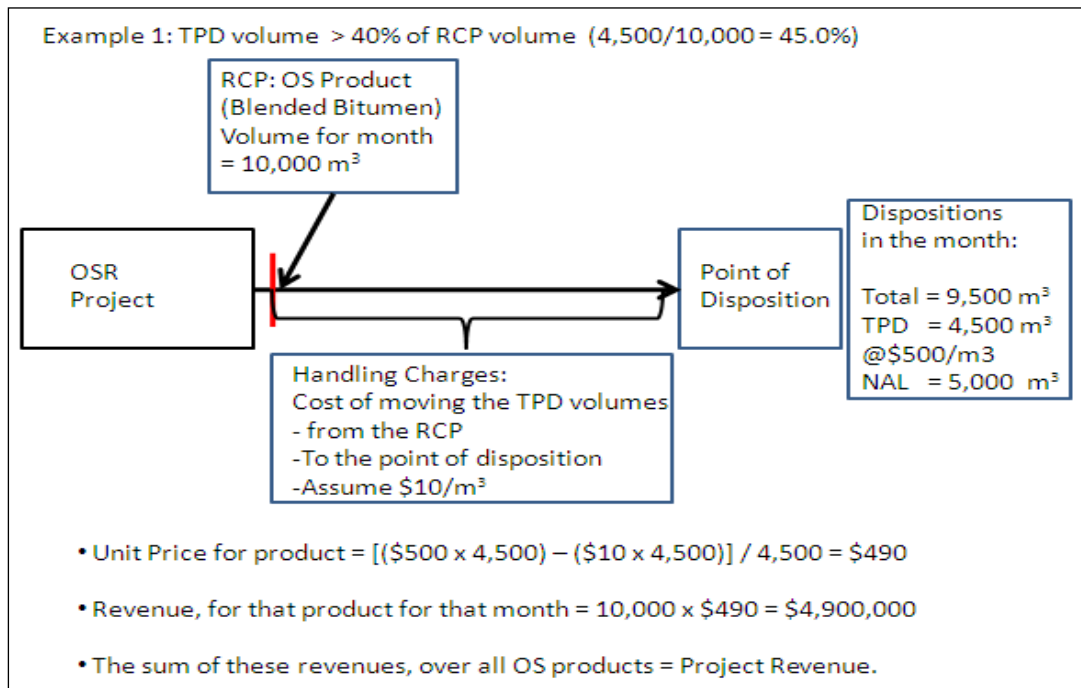 Example 1: TPD volume > 40% of RCP volume (4,500/10,000 = 45.0%)
RCP: OS Product
(Blended Bitumen)
Volume for month
= 10,000 m³
OSR
Project
Point of
Disposition
Dispositions
in the month:
Total = 9,500 m³
TPD = 4,500 m³
@$500/m3
NAL = 5,000 m³
Handling Charges:
Cost of moving the TPD volumes
- from the RCP
-To the point of disposition
-Assume $10/m³
• Unit Price for product = [($500 x 4,500) – ($10 x 4,500)] / 4,500 = $490
• Revenue, for that product for that month = 10,000 x $490 = $4,900,000
• The sum of these revenues, over all OS products = Project Revenue.